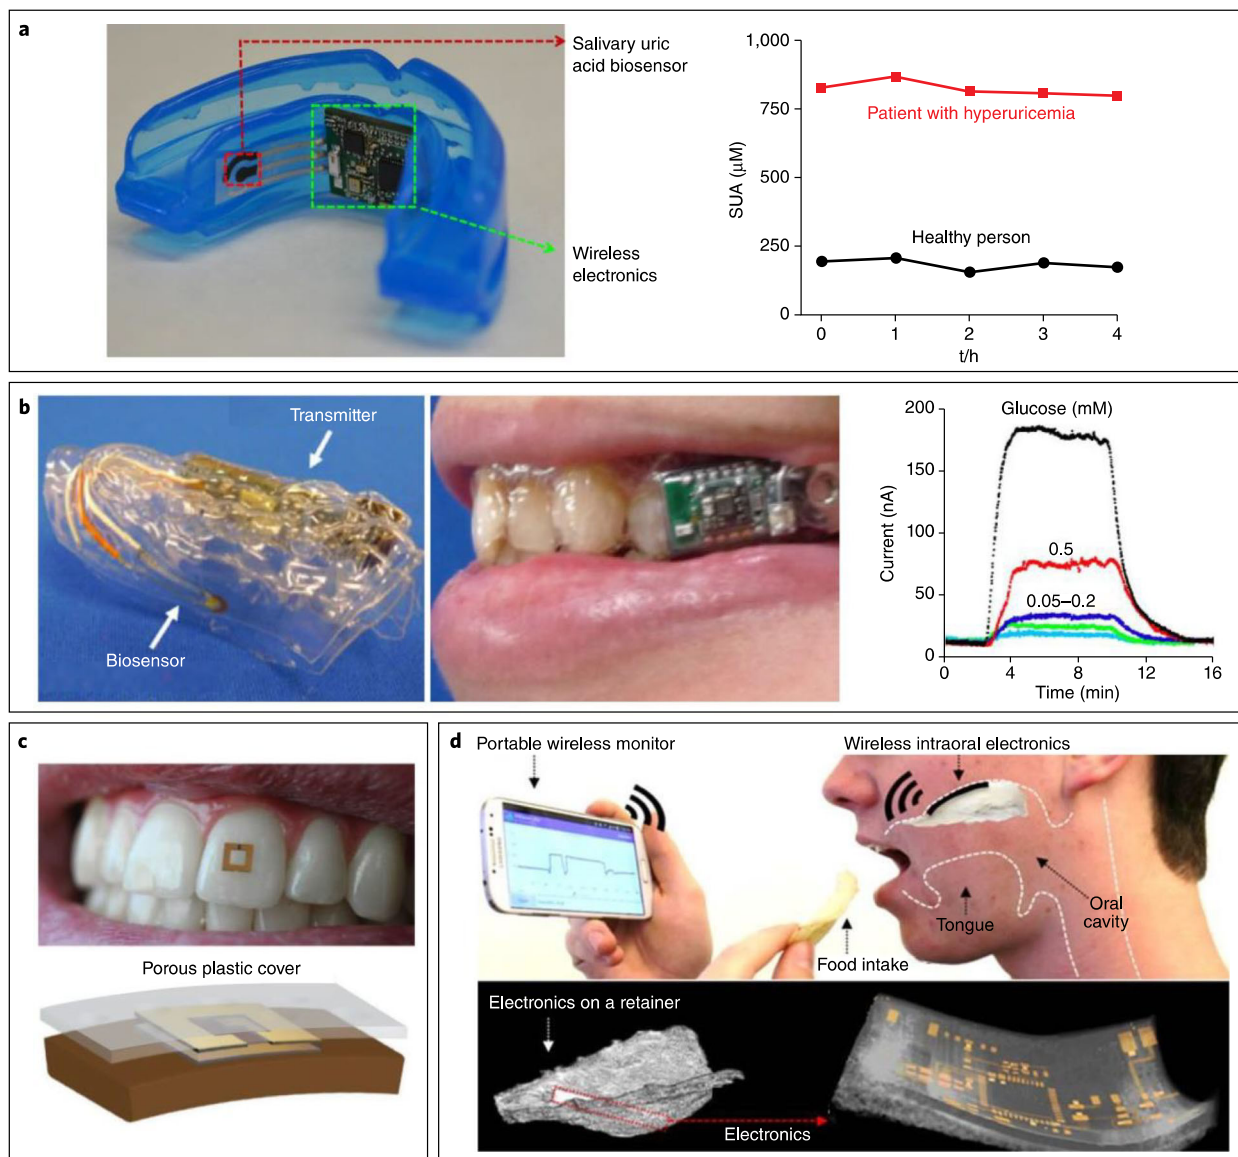 a
Salivary uric
acid biosensor
Wireless
electronics
1,000
750
500
250
0
SUA (μM)
Patient with hyperuricemia
Healthy person
0 1 2 3 4
t/h
b
Transmitter
Biosensor
200
150
100
50
0
Current (nA)
Glucose (mM)
0.5
0.05–0.2
4 8 12 16
Time (min)
c
Porous plastic cover
d
Portable wireless monitor
Wireless intraoral electronics
Oral
cavity
Tongue
Food intake
Electronics on a retainer
Electronics